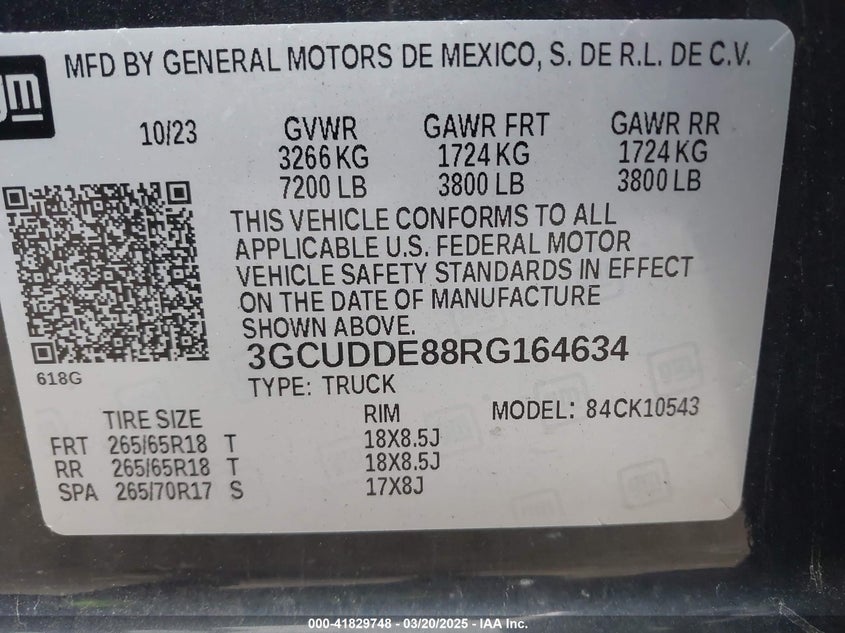 gm
MFD BY GENERAL MOTORS DE MEXICO, S. DE R.L. DE C.V.
10/23 GVWR GAWR FRT GAWR RR
3266 KG 1724 KG 1724 KG
7200 LB 3800 LB 3800 LB
THIS VEHICLE CONFORMS TO ALL
APPLICABLE U.S. FEDERAL MOTOR
VEHICLE SAFETY STANDARDS IN EFFECT
ON THE DATE OF MANUFACTURE
SHOWN ABOVE.
3GCUDDE88RG164634
618G
TYPE: TRUCK
TIRE SIZE RIM MODEL: 84CK10543
FRT 265/65R18 T 18X8.5J
RR 265/65R18 T 18X8.5J
SPA 265/70R17 S 17X8J
000-41829748 - 03/20/2025 - IAA Inc.